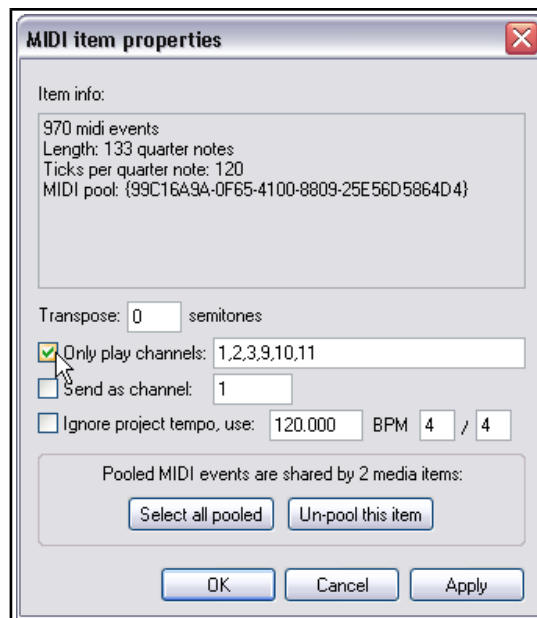 MIDI item properties
Item info:
970 midi events
Length: 133 quarter notes
Ticks per quarter note: 120
MIDI pool: {99C16A9A-0F65-4100-8809-25E56D5864D4}
Transpose: 0 semitones
Only play channels: 1,2,3,9,10,11
Send as channel: 1
Ignore project tempo, use: 120.000 BPM 4 / 4
Pooled MIDI events are shared by 2 media items:
Select all pooled Un-pool this item
OK Cancel Apply